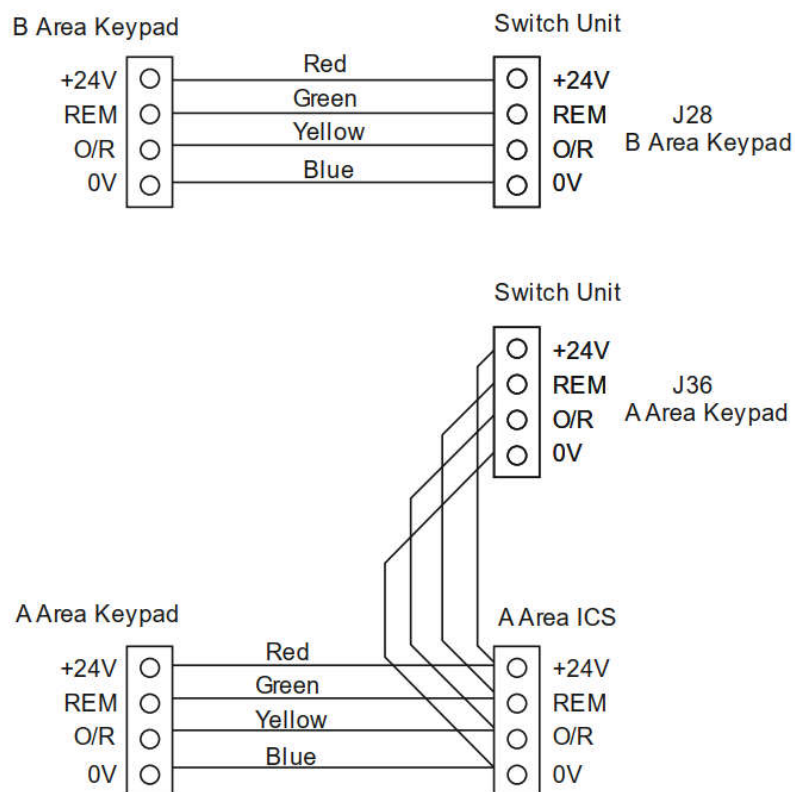 B Area Keypad
Switch Unit
+24V
Red
+24V
REM
Green
REM
J28
O/R
Yellow
O/R
B Area Keypad
0V
Blue
0V
Switch Unit
+24V
REM
J36
O/R
A Area Keypad
0V
A Area Keypad
A Area ICS
+24V
Red
+24V
REM
Green
REM
O/R
Yellow
O/R
0V
Blue
0V